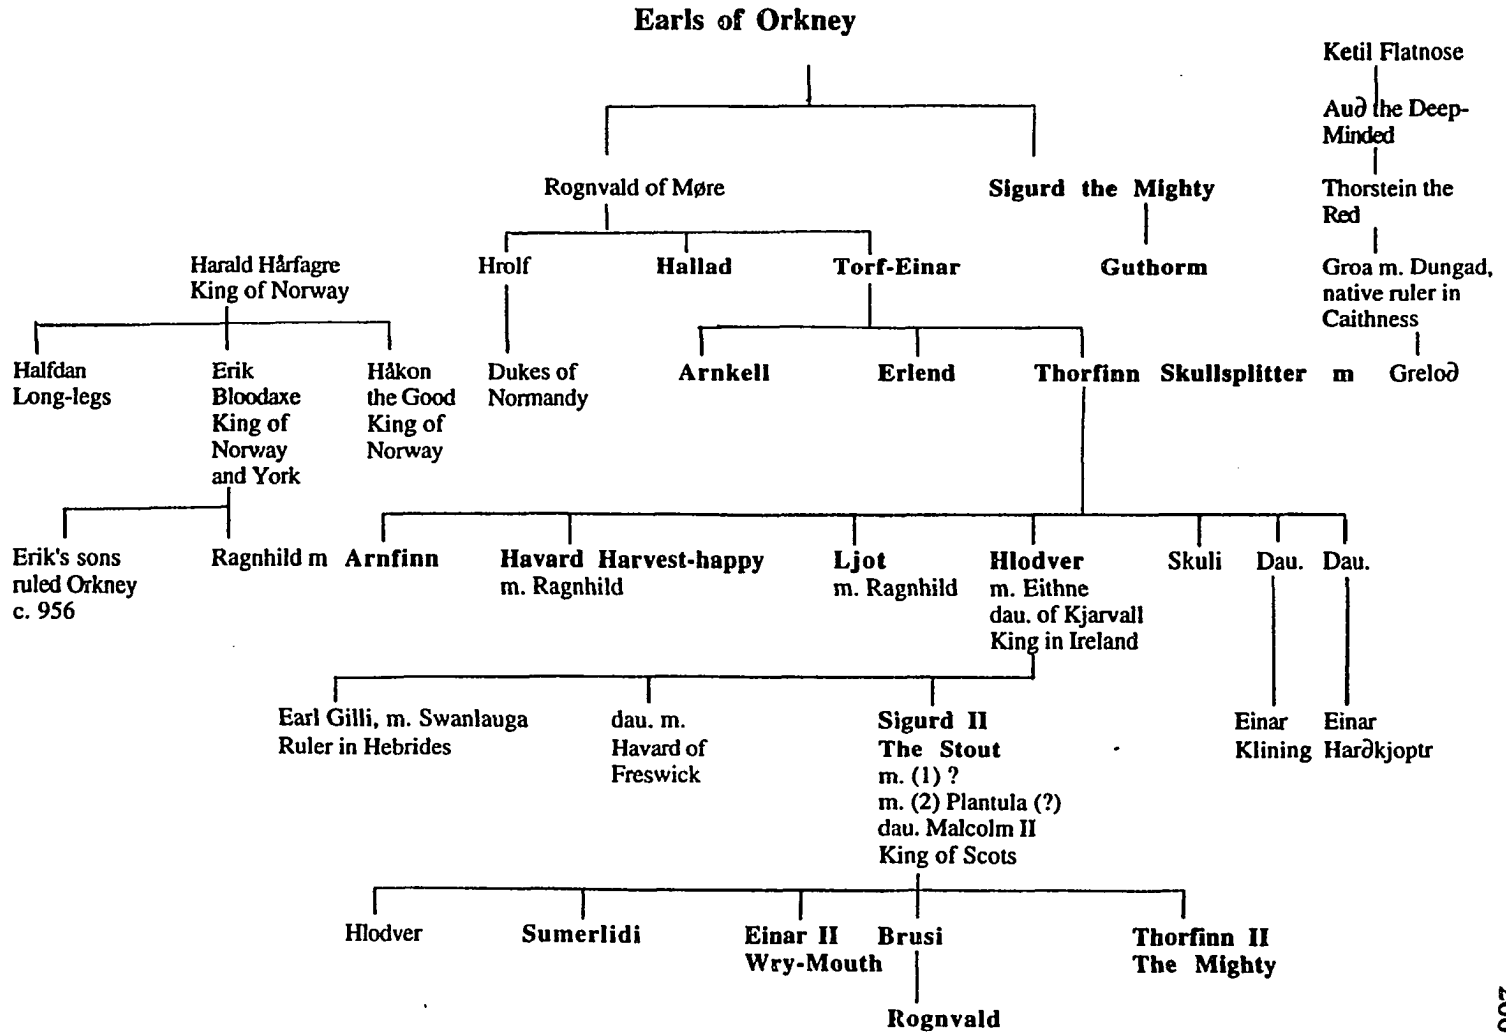 Earls of Orkney
Ketil Flatnose
Au∂ the Deep-
Minded
Rognvald of Møre
Sigurd the Mighty
Thorstein the
Red
Harald Hårfagre
King of Norway
Hrolf
Hallad
Torf-Einar
Guthorm
Groa m. Dungad,
native ruler in
Caithness
Halfdan
Long-legs
Erik
Bloodaxe
King of
Norway
and York
Håkon
the Good
King of
Norway
Dukes of
Normandy
Arnkell
Erlend
Thorfinn Skullsplitter m
Grelo∂
Erik's sons
ruled Orkney
c. 956
Ragnhild m Arnfinn
Havard Harvest-happy
m. Ragnhild
Ljot
m. Ragnhild
Hlodver
m. Eithne
dau. of Kjarvall
King in Ireland
Skuli
Dau.
Dau.
Earl Gilli, m. Swanlauga
Ruler in Hebrides
dau. m.
Havard of
Freswick
Sigurd II
The Stout
m. (1) ?
m. (2) Plantula (?)
dau. Malcolm II
King of Scots
Einar
Klining
Einar
Har∂kjoptr
Hlodver
Sumerlidi
Einar II
Wry-Mouth
Brusi
Thorfinn II
The Mighty
Rognvald